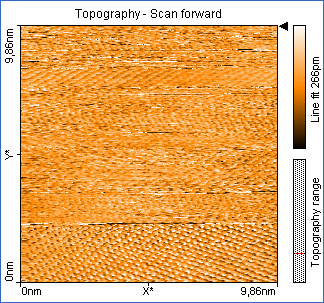 Topography - Scan forward
9,86nm
Y*
0nm
0nm
X*
9,86nm
Line fit 266pm
Topography range